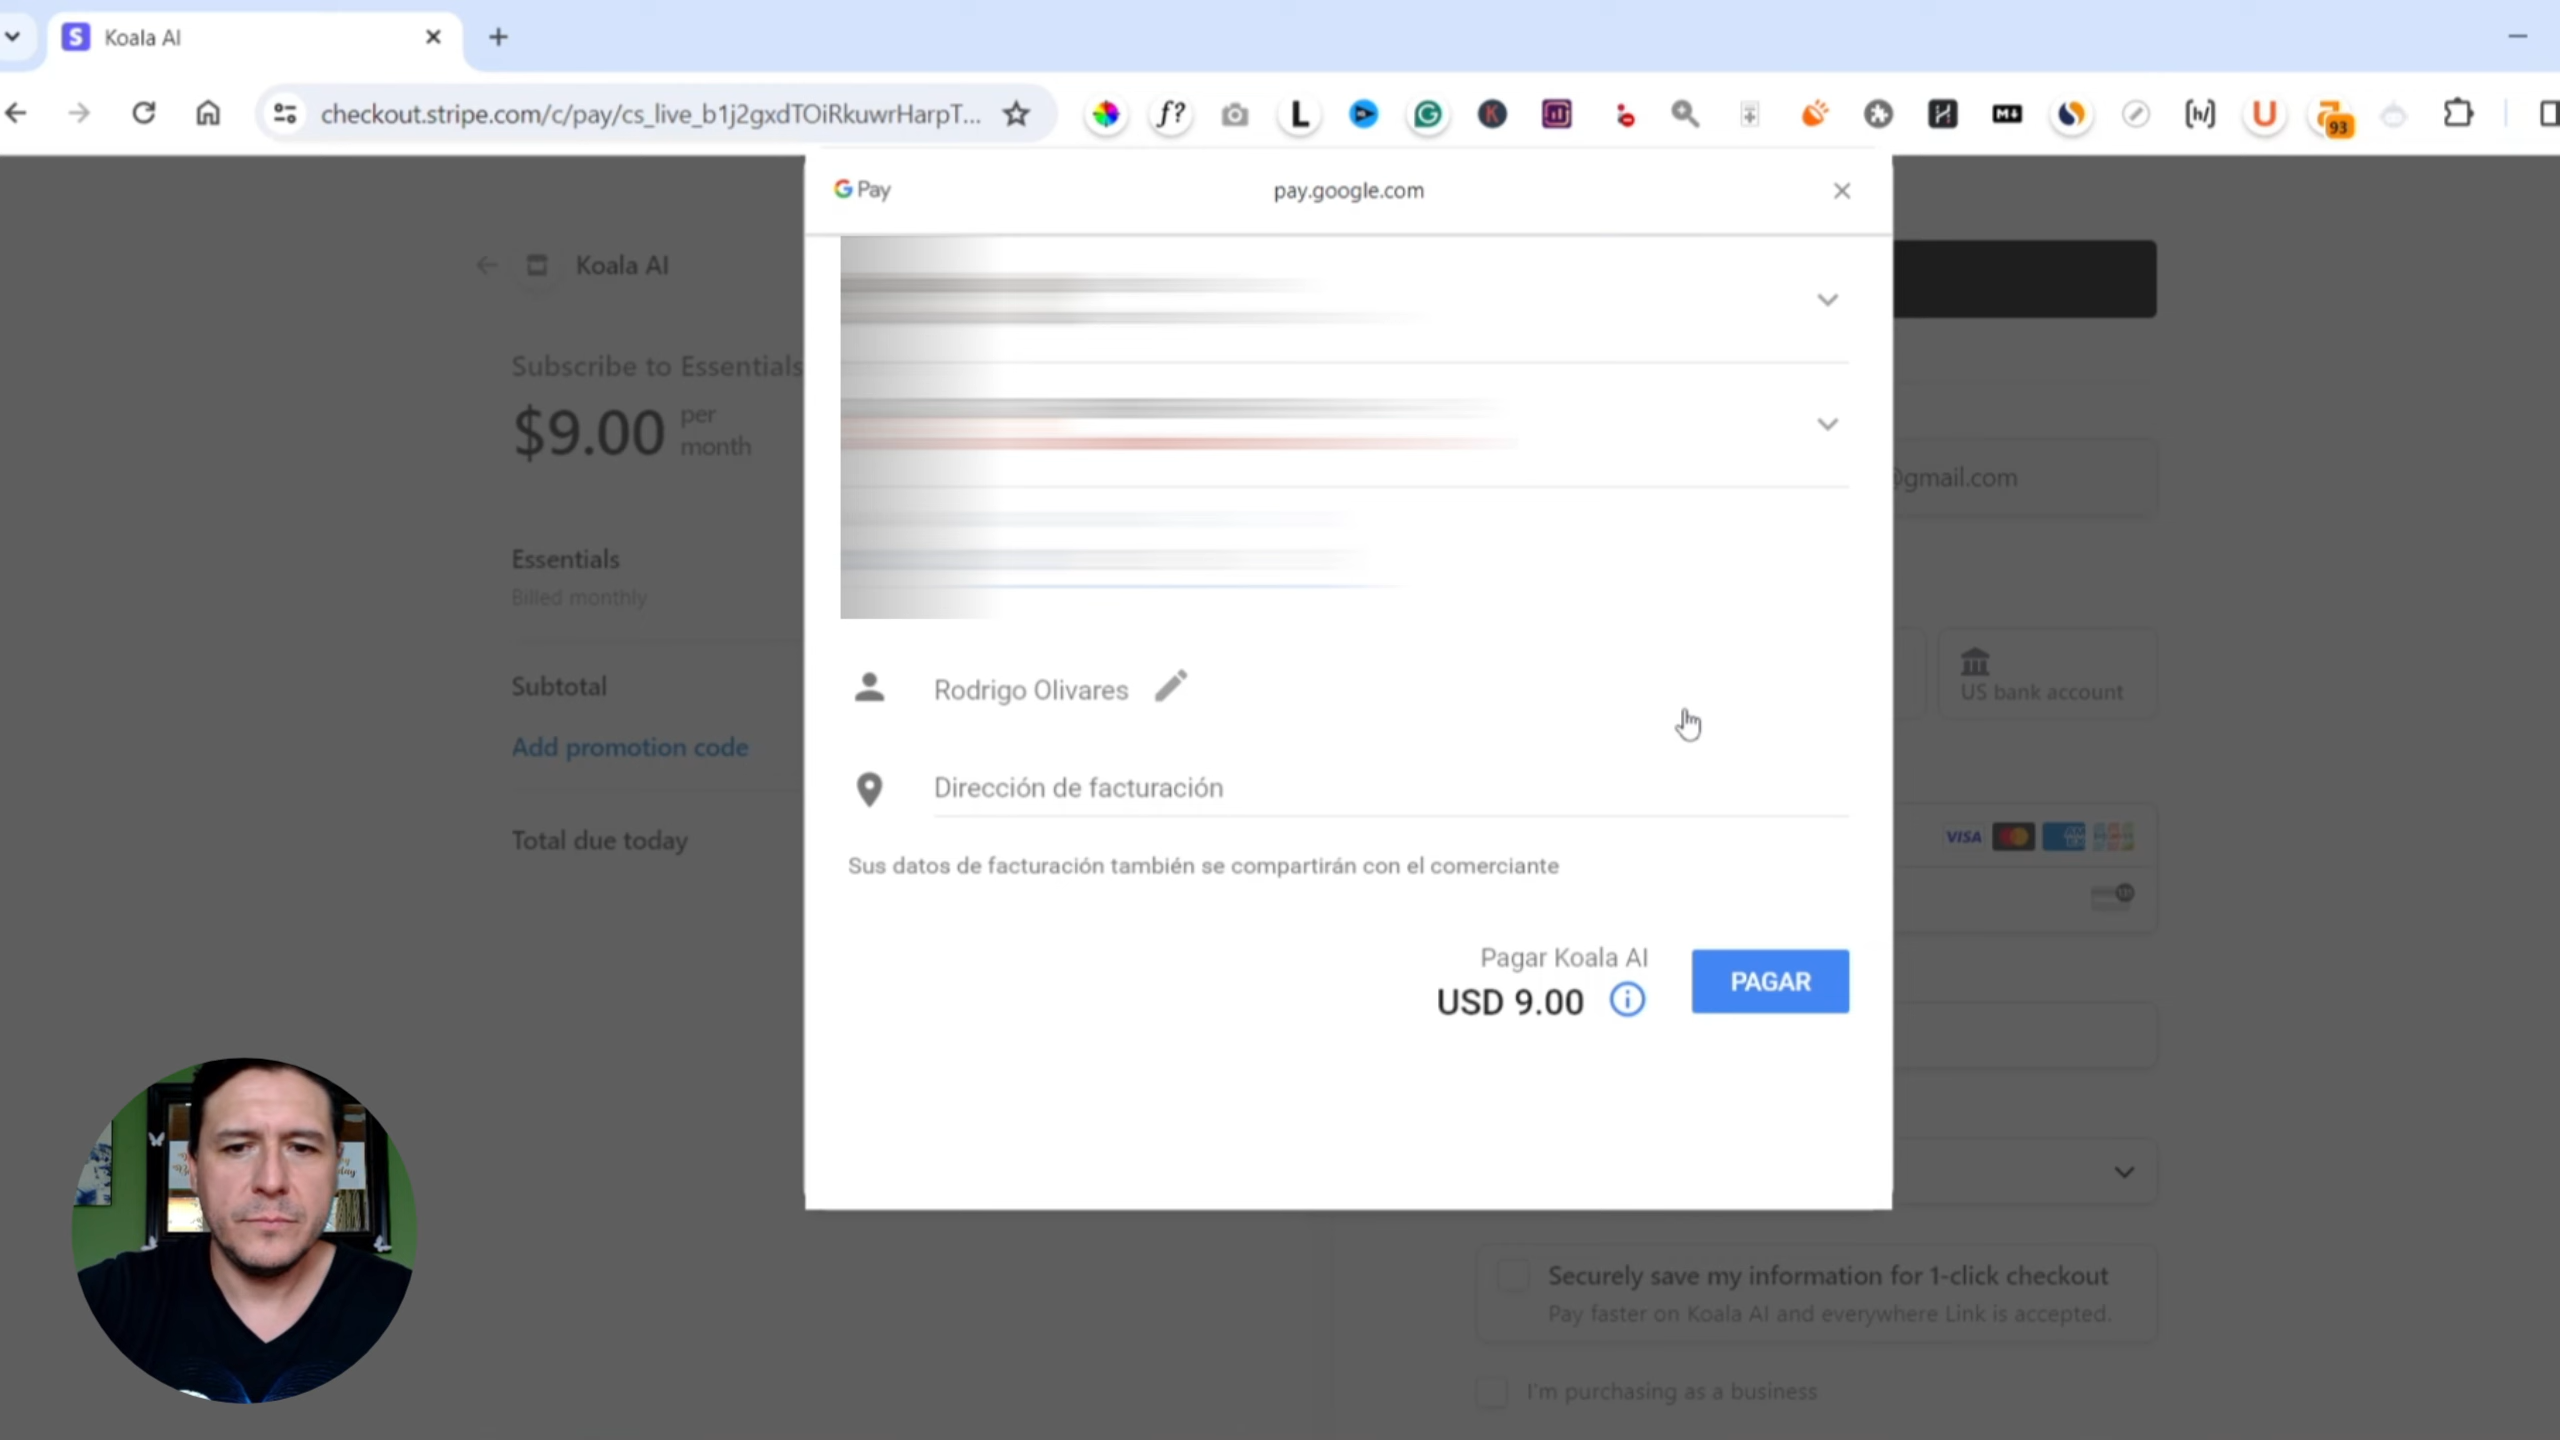 Koala AI
checkout.stripe.com/c/pay/cs_live_b1j2gxdTOiRkuwrHarpT...
f?
L
K
M
U
93
G Pay
pay.google.com
Koala AI
Subscribe to Essentials
$9.00
per
month
Essentials
Billed monthly
Subtotal
Add promotion code
Total due today
@gmail.com
US bank account
VISA
Rodrigo Olivares
Dirección de facturación
Sus datos de facturación también se compartirán con el comerciante
Pagar Koala AI
USD 9.00
PAGAR
Securely save my information for 1-click checkout
Pay faster on Koala AI and everywhere Link is accepted.
I'm purchasing as a business